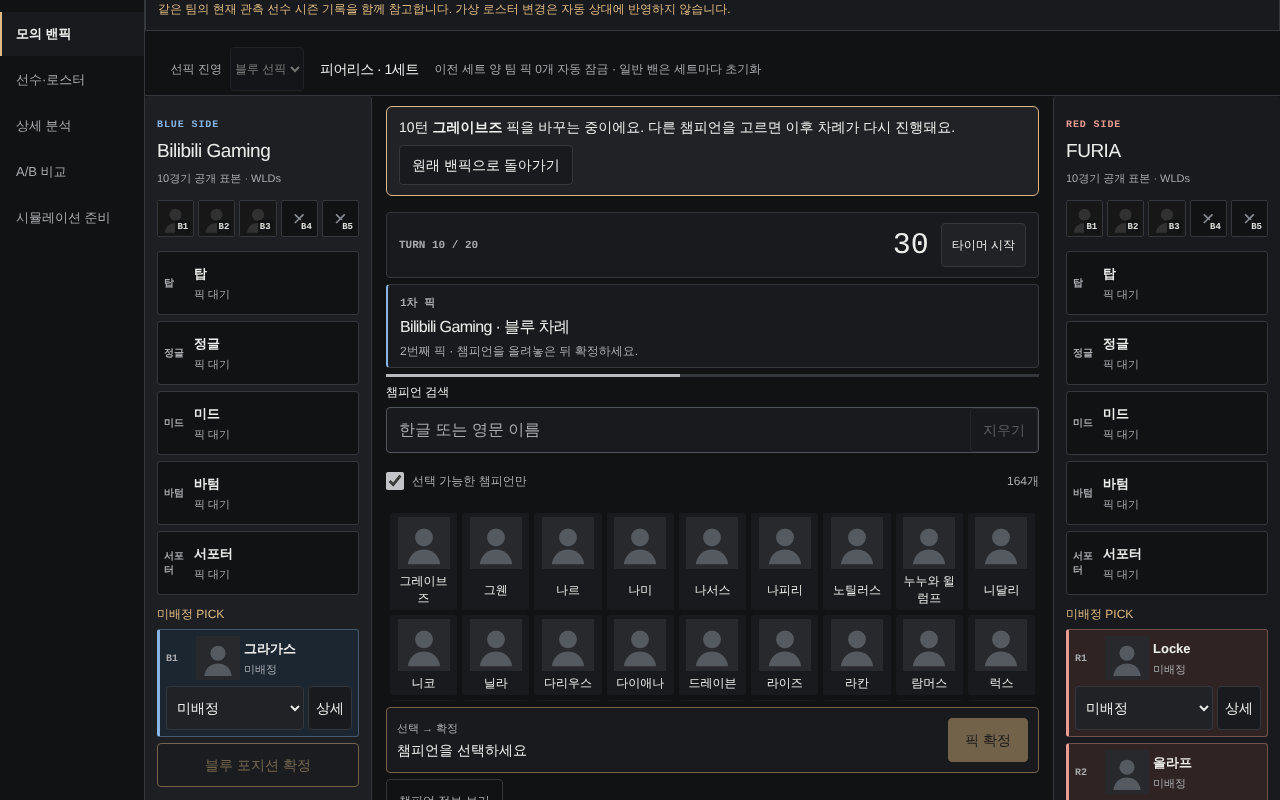 같은 팀의 현재 관측 선수 시즌 기록을 함께 참고합니다. 가상 로스터 변경은 자동 상대에 반영하지 않습니다.
모의 밴픽
선수·로스터
상세 분석
A/B 비교
시뮬레이션 준비
선픽 진영
블루 선픽
피어리스 · 1세트
이전 세트 양 팀 픽 0개 자동 잠금 · 일반 밴은 세트마다 초기화
BLUE SIDE
Bilibili Gaming
10경기 공개 표본 · WLDs
B1
B2
B3
B4
B5
탑
탑
픽 대기
정글
정글
픽 대기
미드
미드
픽 대기
바텀
바텀
픽 대기
서포터
서포터
픽 대기
미배정 PICK
B1
그라가스
미배정
미배정
상세
블루 포지션 확정
10턴 그레이브즈 픽을 바꾸는 중이에요. 다른 챔피언을 고르면 이후 차례가 다시 진행돼요.
원래 밴픽으로 돌아가기
TURN 10 / 20
30
타이머 시작
1차 픽
Bilibili Gaming · 블루 차례
2번째 픽 · 챔피언을 올려놓은 뒤 확정하세요.
챔피언 검색
한글 또는 영문 이름
지우기
선택 가능한 챔피언만
164개
그레이브즈
그웬
나르
나미
나서스
나피리
노틸러스
누누와 윌럼프
니달리
니코
닐라
다리우스
다이애나
드레이븐
라이즈
라칸
람머스
럭스
선택 → 확정
챔피언을 선택하세요
픽 확정
RED SIDE
FURIA
10경기 공개 표본 · WLDs
B1
B2
B3
B4
B5
탑
탑
픽 대기
정글
정글
픽 대기
미드
미드
픽 대기
바텀
바텀
픽 대기
서포터
서포터
픽 대기
미배정 PICK
R1
Locke
미배정
미배정
상세
R2
올라프
미배정